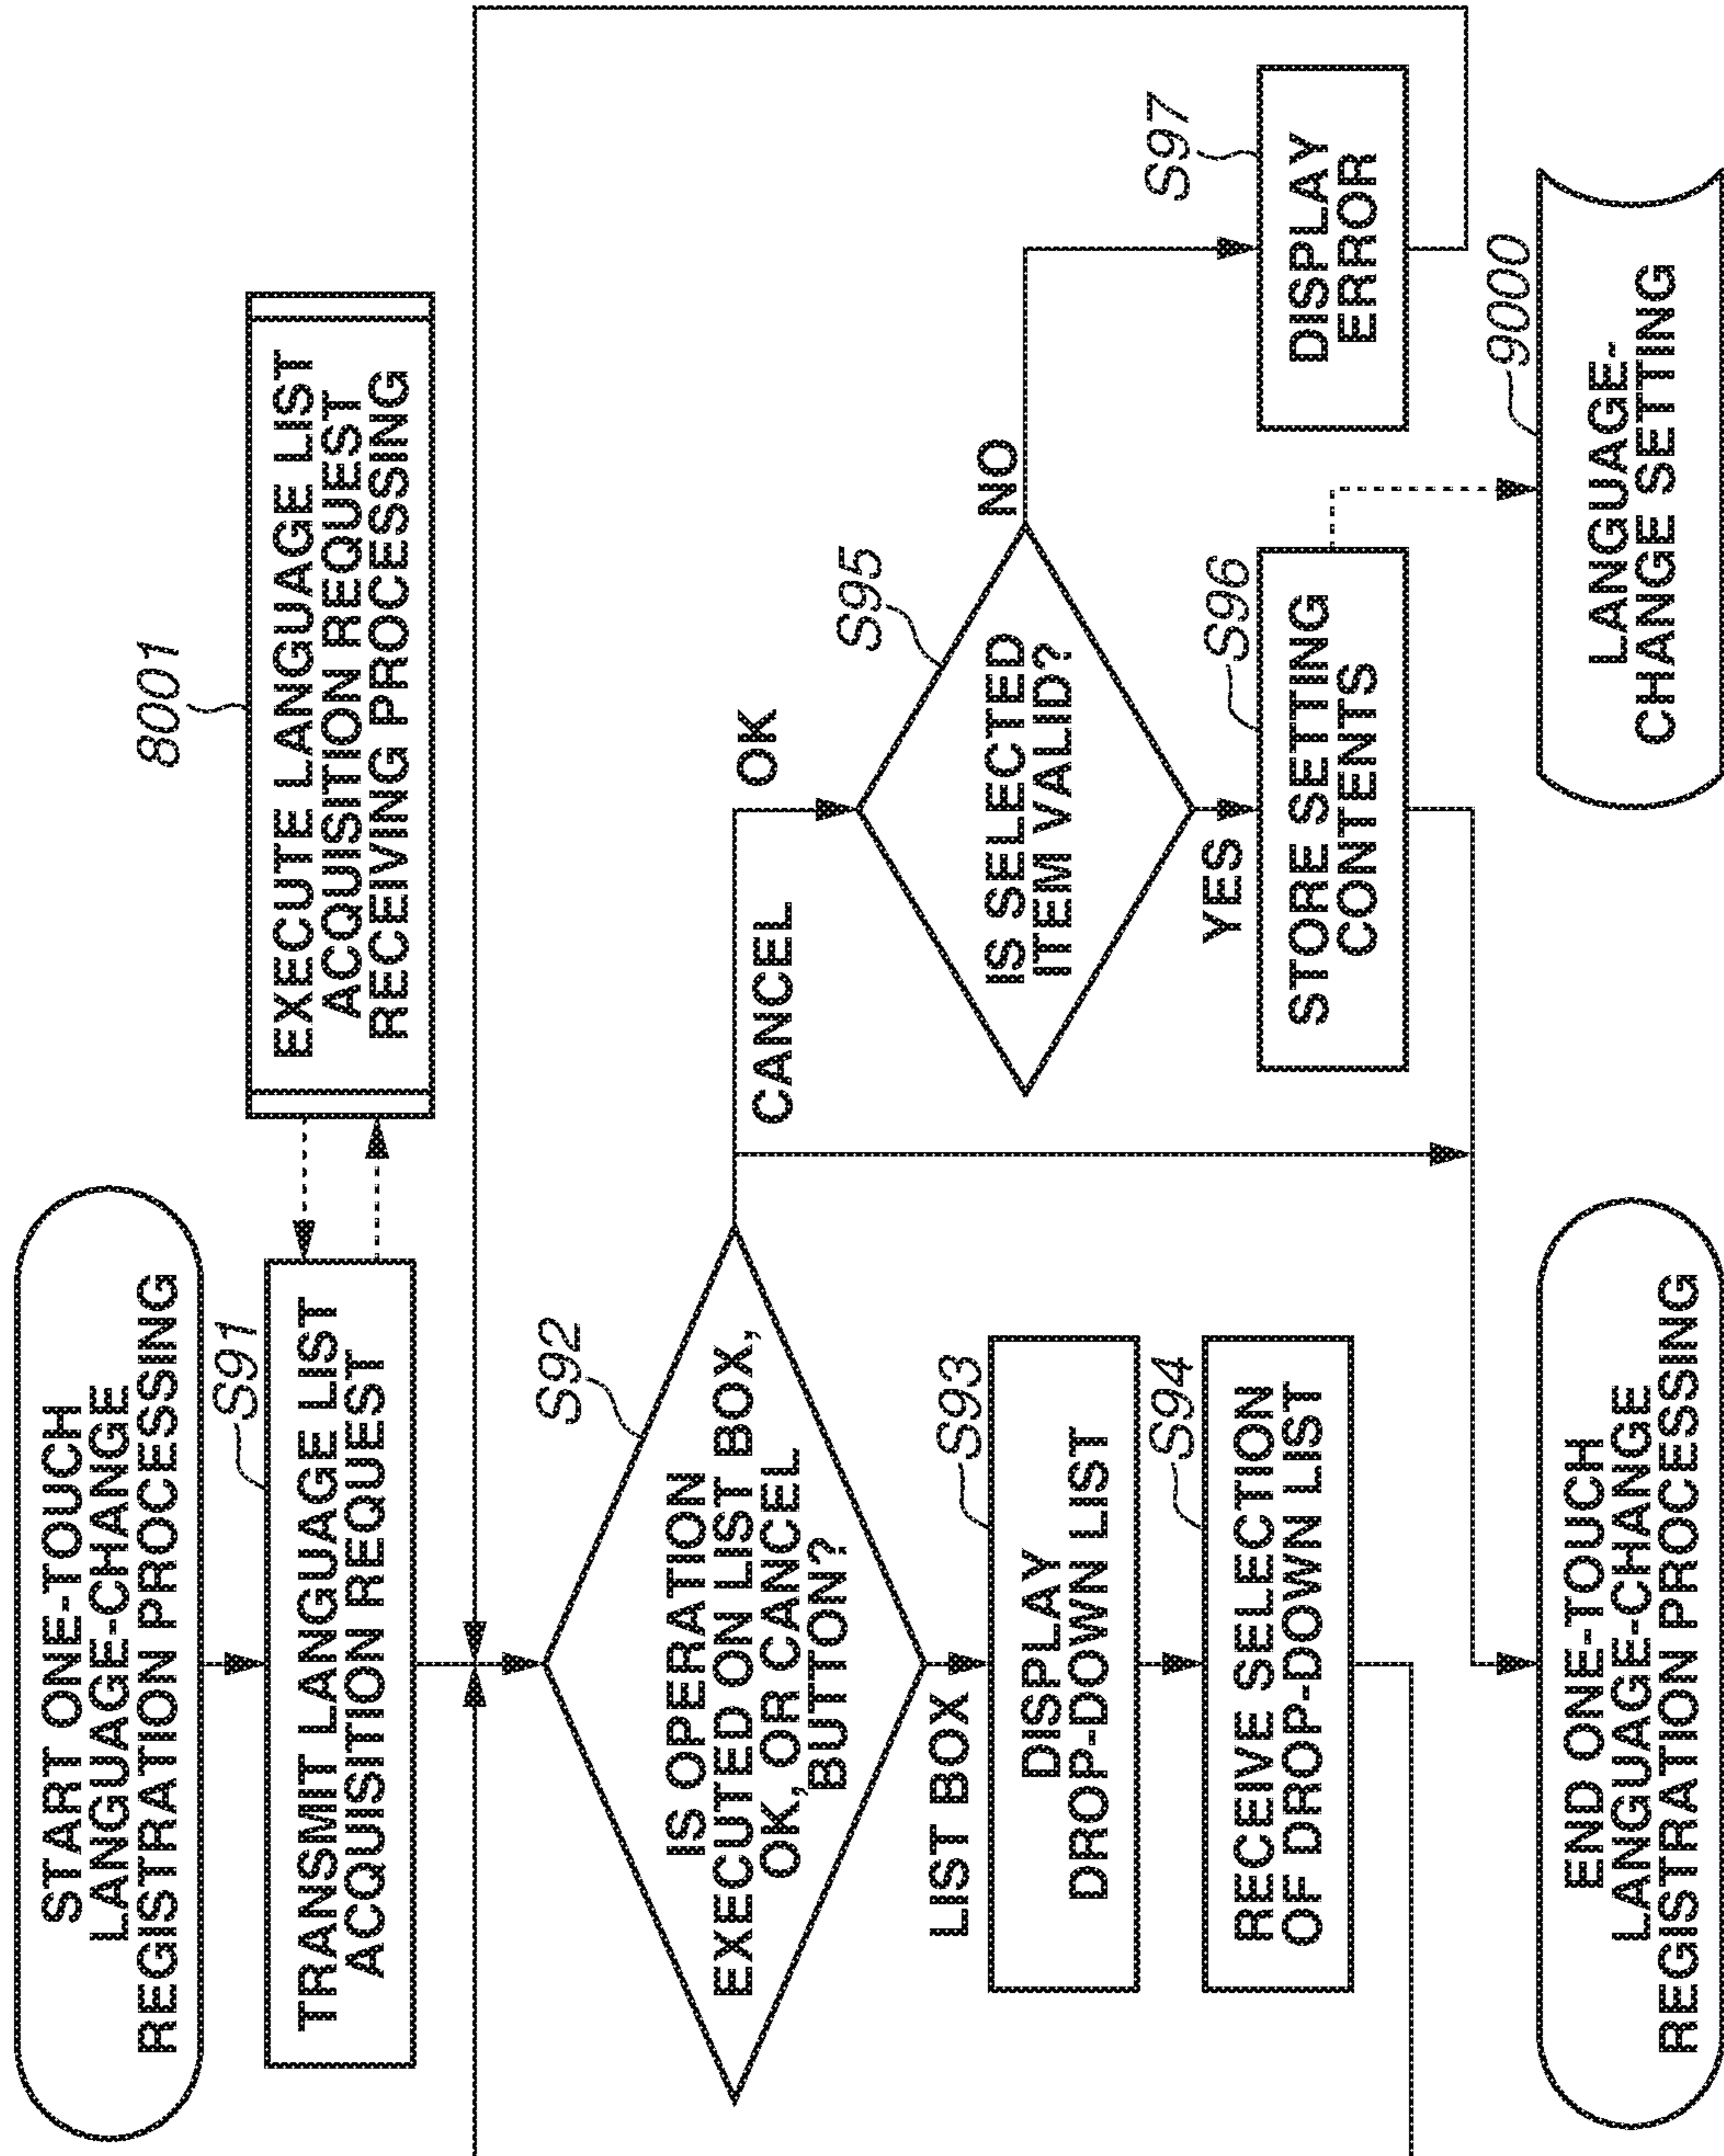 START ONE-TOUCH
LANGUAGE-CHANGE
REGISTRATION PROCESSING
S91
TRANSMIT LANGUAGE LIST
ACQUISITION REQUEST
8001
EXECUTE LANGUAGE LIST
ACQUISITION REQUEST
RECEIVING PROCESSING
S92
IS OPERATION
EXECUTED ON LIST BOX,
OK, OR CANCEL
BUTTON?
CANCEL
OK
LIST BOX
S93
DISPLAY
DROP-DOWN LIST
S94
RECEIVE SELECTION
OF DROP-DOWN LIST
S95
IS SELECTED
ITEM VALID?
NO
YES
S96
STORE SETTING
CONTENTS
S97
DISPLAY
ERROR
9000
LANGUAGE-
CHANGE SETTING
END ONE-TOUCH
LANGUAGE-CHANGE
REGISTRATION PROCESSING